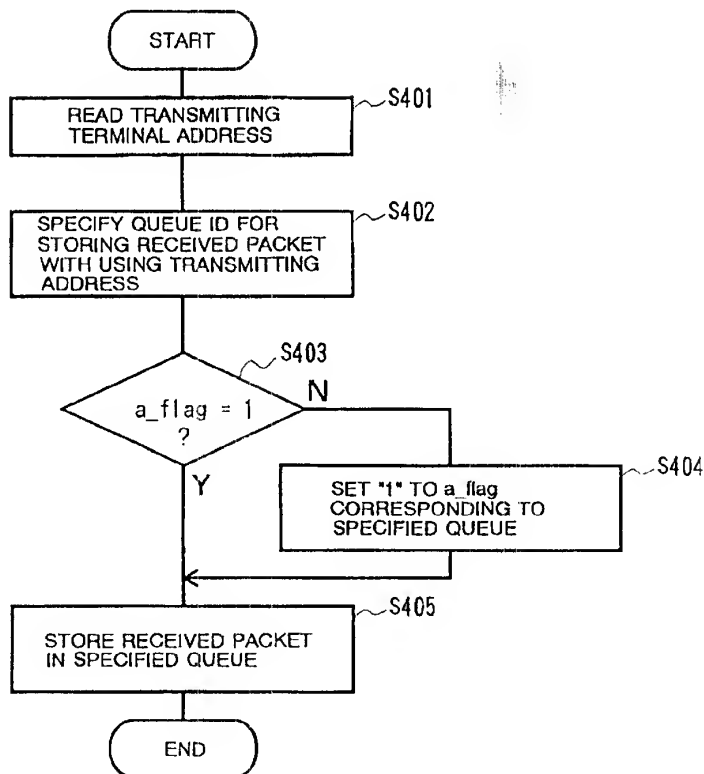 START
S401
READ TRANSMITTING
TERMINAL ADDRESS
S402
SPECIFY QUEUE ID FOR
STORING RECEIVED PACKET
WITH USING TRANSMITTING
ADDRESS
S403
a_flag = 1
?
N
Y
S404
SET "1" TO a_flag
CORRESPONDING TO
SPECIFIED QUEUE
S405
STORE RECEIVED PACKET
IN SPECIFIED QUEUE
END